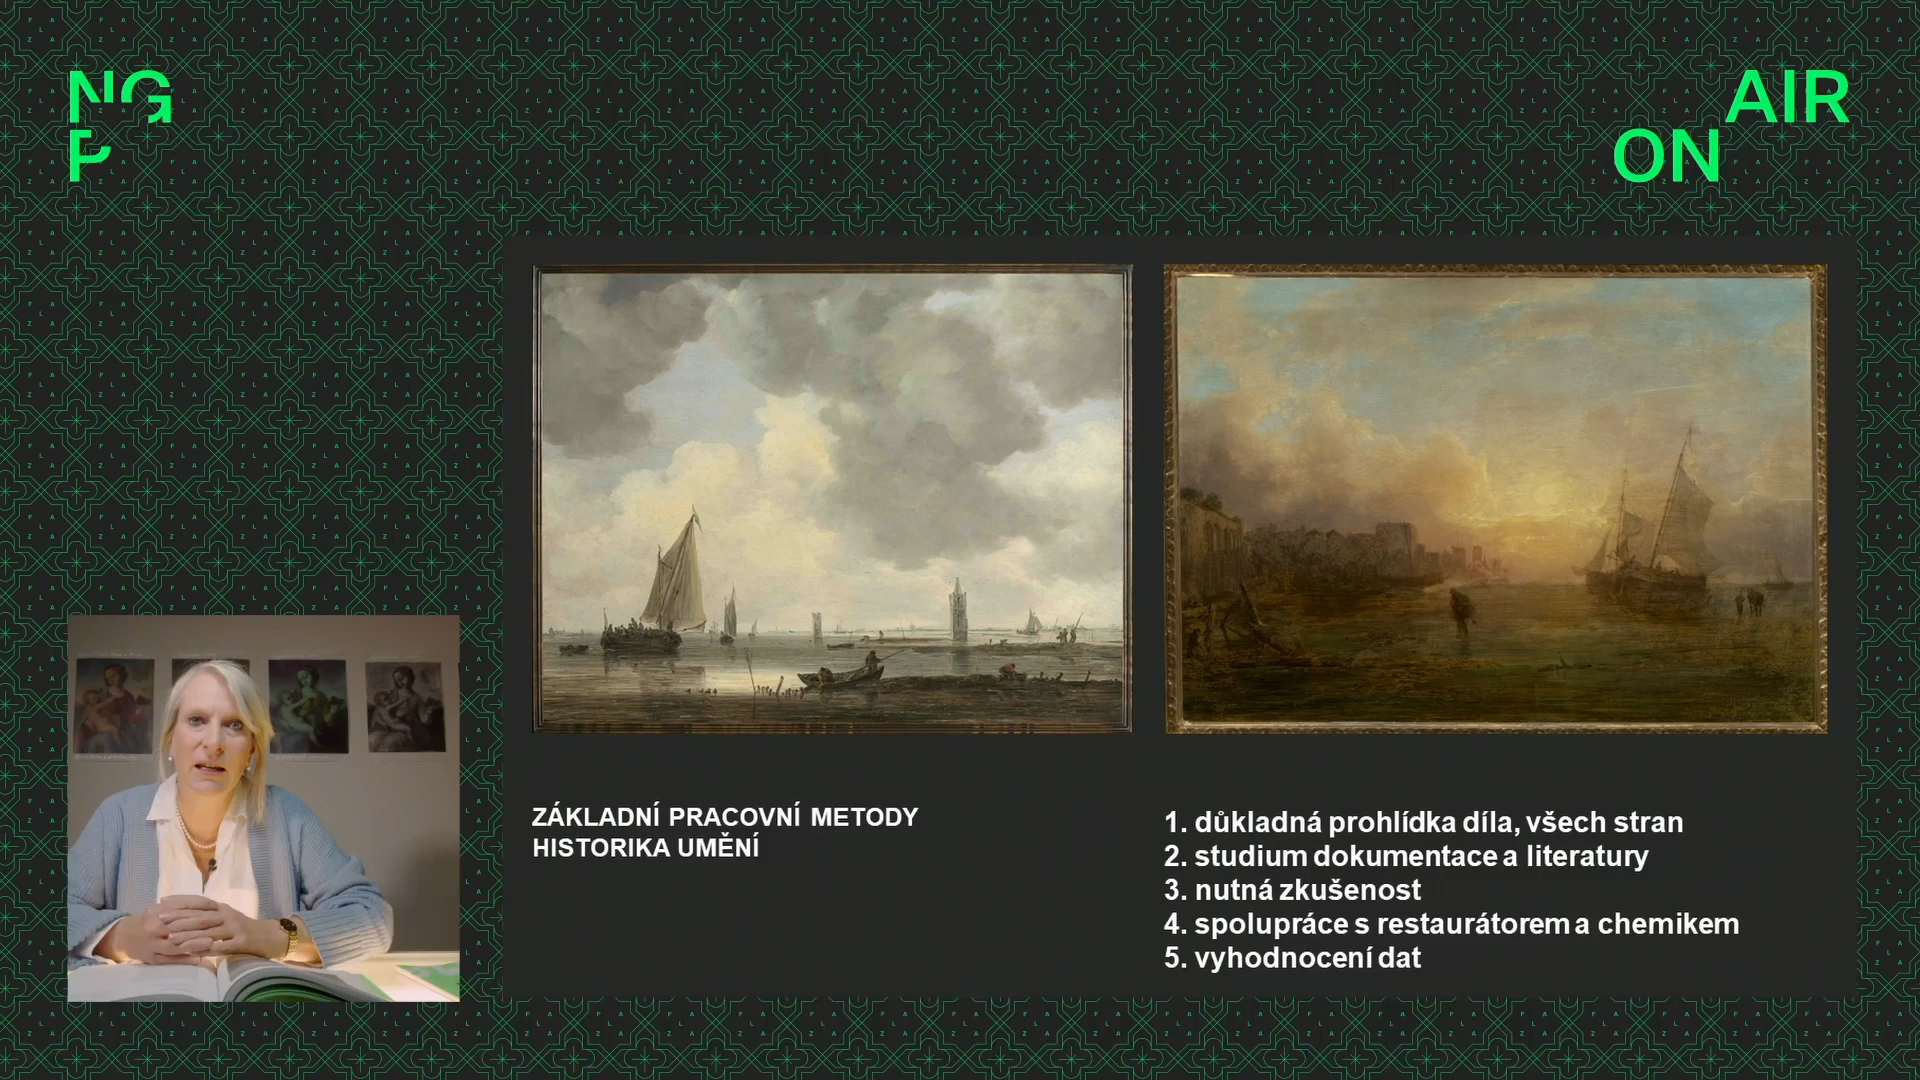 NG
P
AIR
ON
ZÁKLADNÍ PRACOVNÍ METODY
HISTORIKA UMĚNÍ
1. důkladná prohlídka díla, všech stran
2. studium dokumentace a literatury
3. nutná zkušenost
4. spolupráce s restaurátorem a chemikem
5. vyhodnocení dat